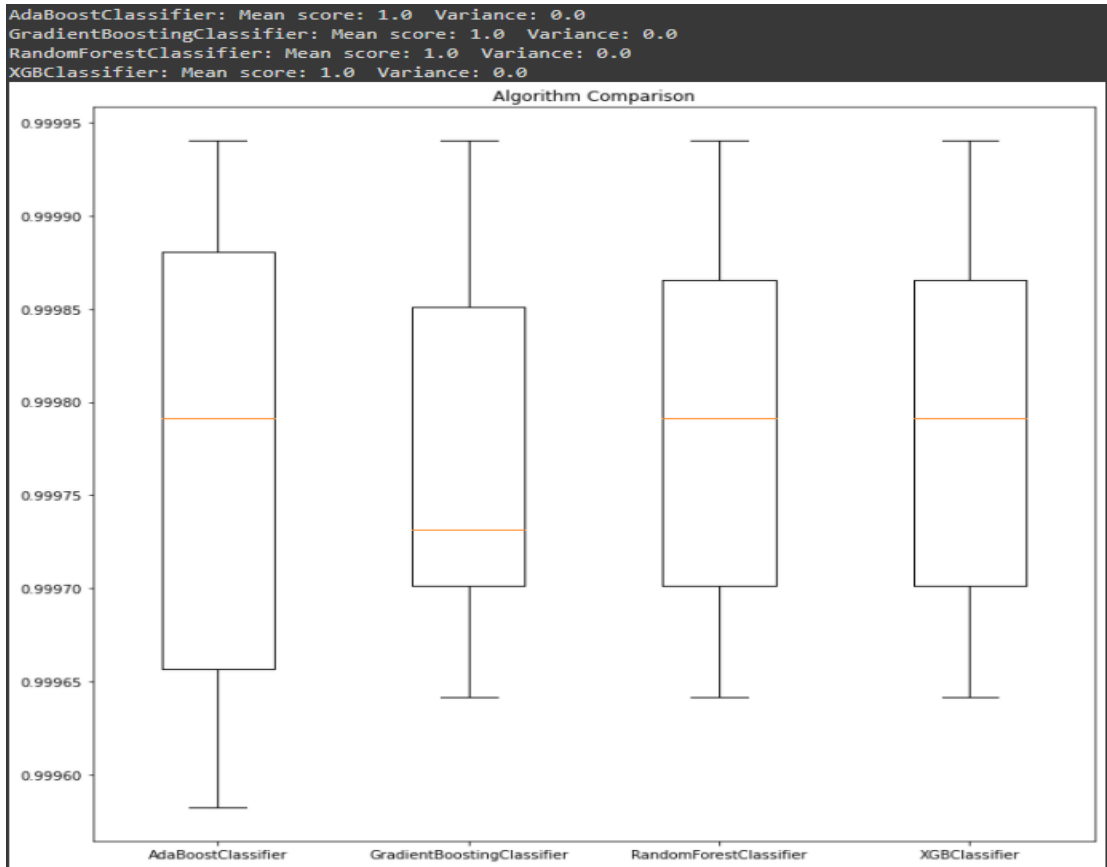 AdaBoostClassifier: Mean score: 1.0  Variance: 0.0
GradientBoostingClassifier: Mean score: 1.0  Variance: 0.0
RandomForestClassifier: Mean score: 1.0  Variance: 0.0
XGBClassifier: Mean score: 1.0  Variance: 0.0
Algorithm Comparison
0.99995
0.99990
0.99985
0.99980
0.99975
0.99970
0.99965
0.99960
AdaBoostClassifier GradientBoostingClassifier RandomForestClassifier XGBClassifier